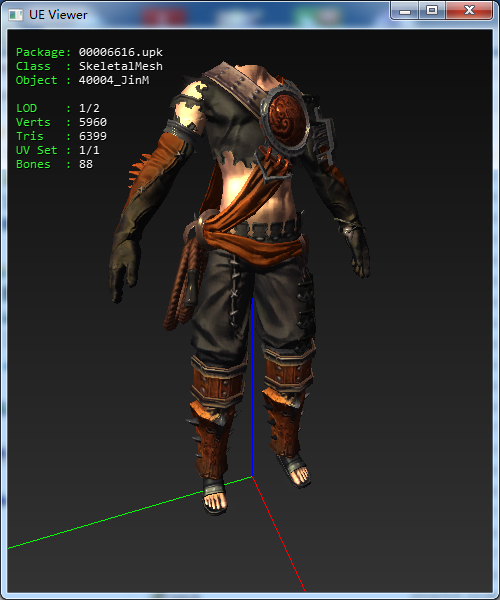 UE Viewer
Package: 00006616.upk
Class : SkeletalMesh
Object : 40004_JinM
LOD : 1/2
Verts : 5960
Tris : 6399
UV Set : 1/1
Bones : 88